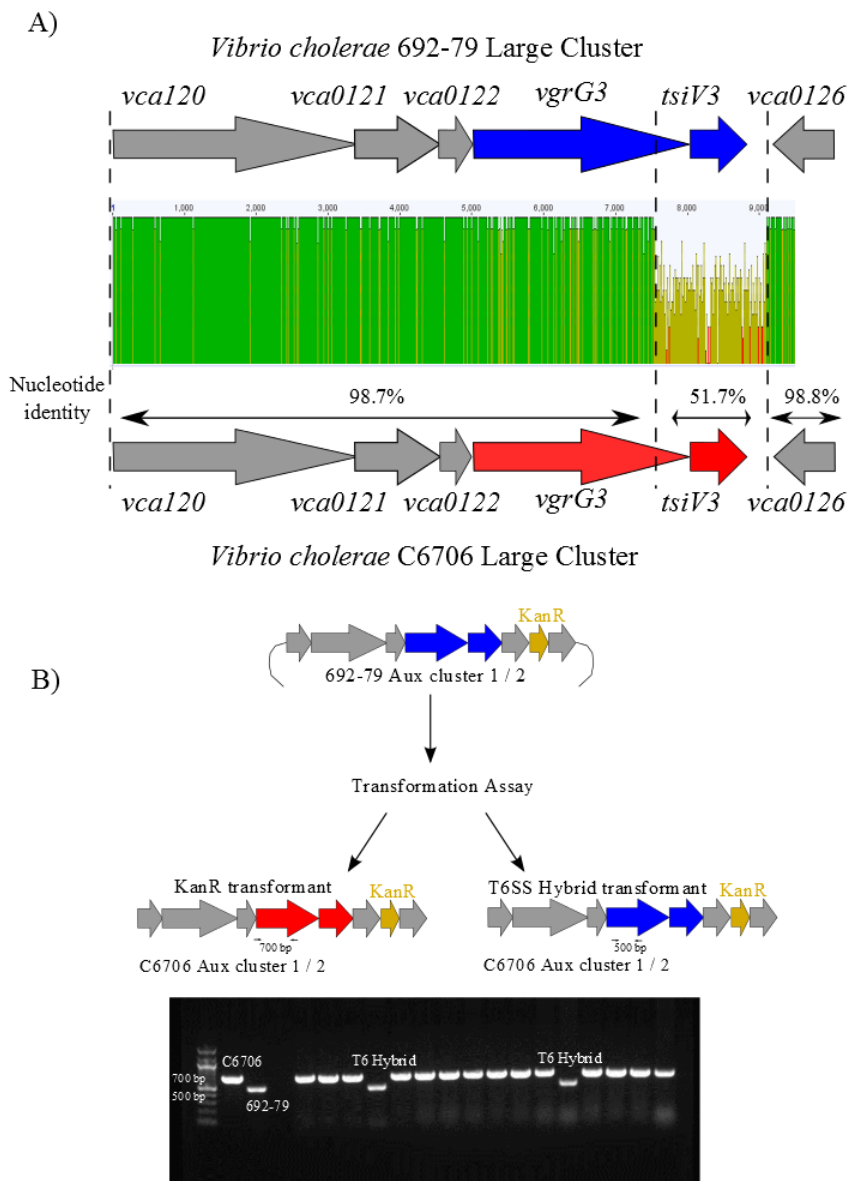 A)
Vibrio cholerae 692-79 Large Cluster
vca120 vca0121 vca0122 vgrG3 tsiV3 vca0126
1 1,000 2,000 3,000 4,000 5,000 6,000 7,000 8,000 9,000
Nucleotide
identity
98.7% 51.7% 98.8%
vca120 vca0121 vca0122 vgrG3 tsiV3 vca0126
Vibrio cholerae C6706 Large Cluster
B)
KanR
692-79 Aux cluster 1 / 2
Transformation Assay
KanR transformant KanR
700 bp
C6706 Aux cluster 1 / 2
T6SS Hybrid transformant KanR
500 bp
C6706 Aux cluster 1 / 2
C6706 T6 Hybrid T6 Hybrid
700 bp
500 bp
692-79